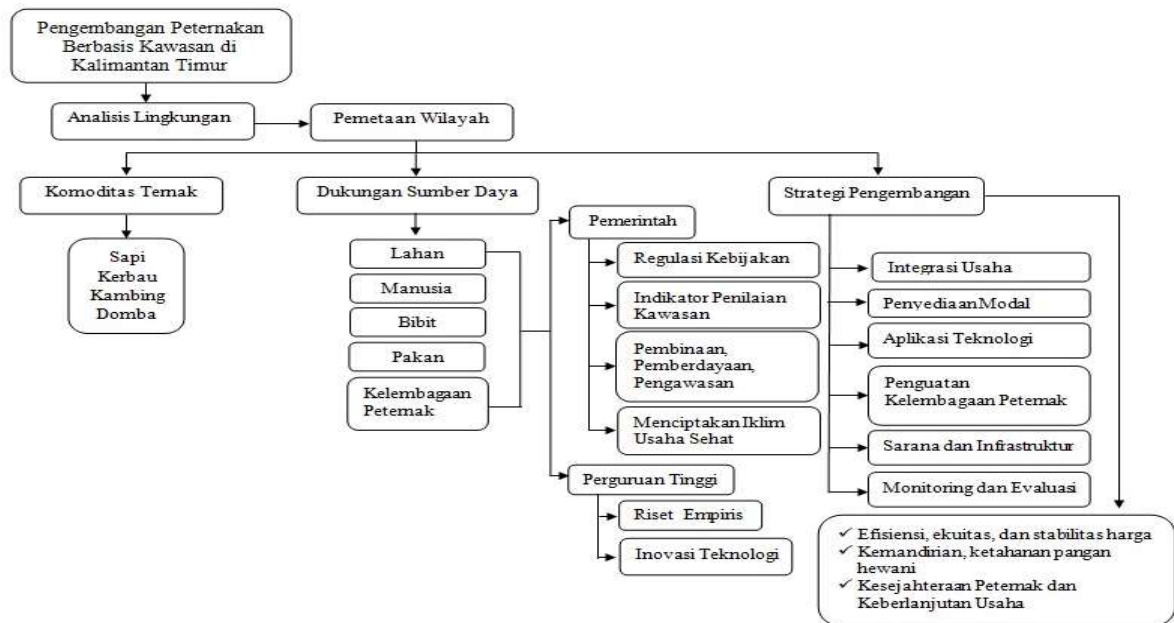 Pengembangan Peternakan
Berbasis Kawasan di
Kalimantan Timur
Analisis Lingkungan
Pemetaan Wilayah
Komoditas Ternak
Sapi
Kerbau
Kambing
Domba
Dukungan Sumber Daya
Lahan
Manusia
Bibit
Pakan
Kelembagaan
Peternak
Pemerintah
Regulasi Kebijakan
Indikator Penilaian
Kawasan
Pembinaan,
Pemberdayaan,
Pengawasan
Menciptakan Iklim
Usaha Sehat
Perguruan Tinggi
Riset Empiris
Inovasi Teknologi
Strategi Pengembangan
Integrasi Usaha
Penyediaan Modal
Aplikasi Teknologi
Penguatan
Kelembagaan Peternak
Sarana dan Infrastruktur
Monitoring dan Evaluasi
✓ Efisiensi, ekuitas, dan stabilitas harga
✓ Kemandirian, ketahanan pangan
hewani
✓ Kesejahteraan Peternak dan
Keberlanjutan Usaha